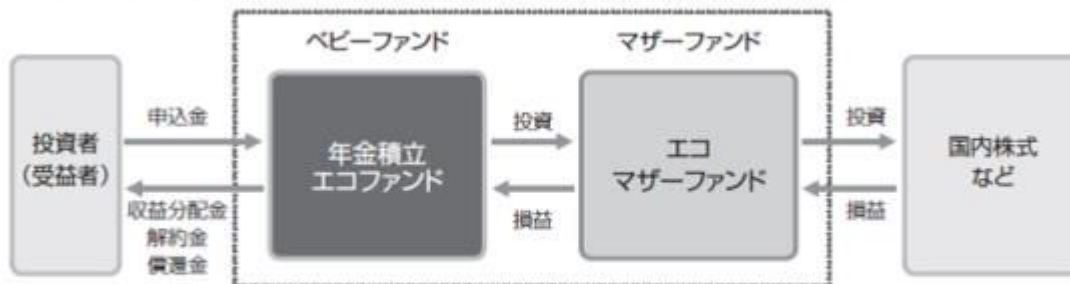 ベビーファンド
マザーファンド
投資者
（受益者）
申込金
収益分配金
解約金
償還金
年金積立
エコファンド
投資
損益
エコ
マザーファンド
投資
損益
国内株式
など